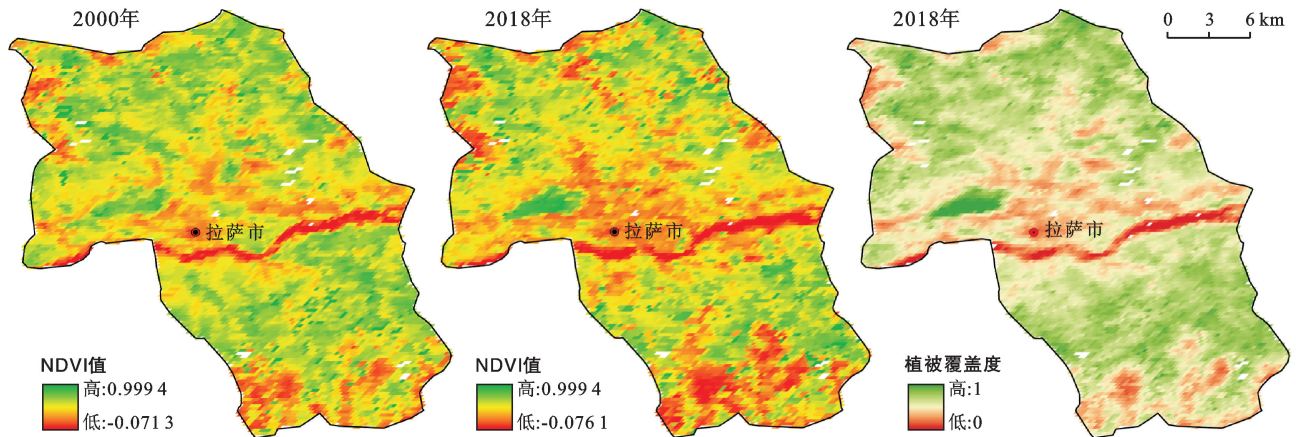 2000年
2018年
2018年
0 3 6 km
拉萨市
拉萨市
拉萨市
NDVI值
高:0.999 4
低:-0.071 3
NDVI值
高:0.999 4
低:-0.076 1
植被覆盖度
高:1
低:0